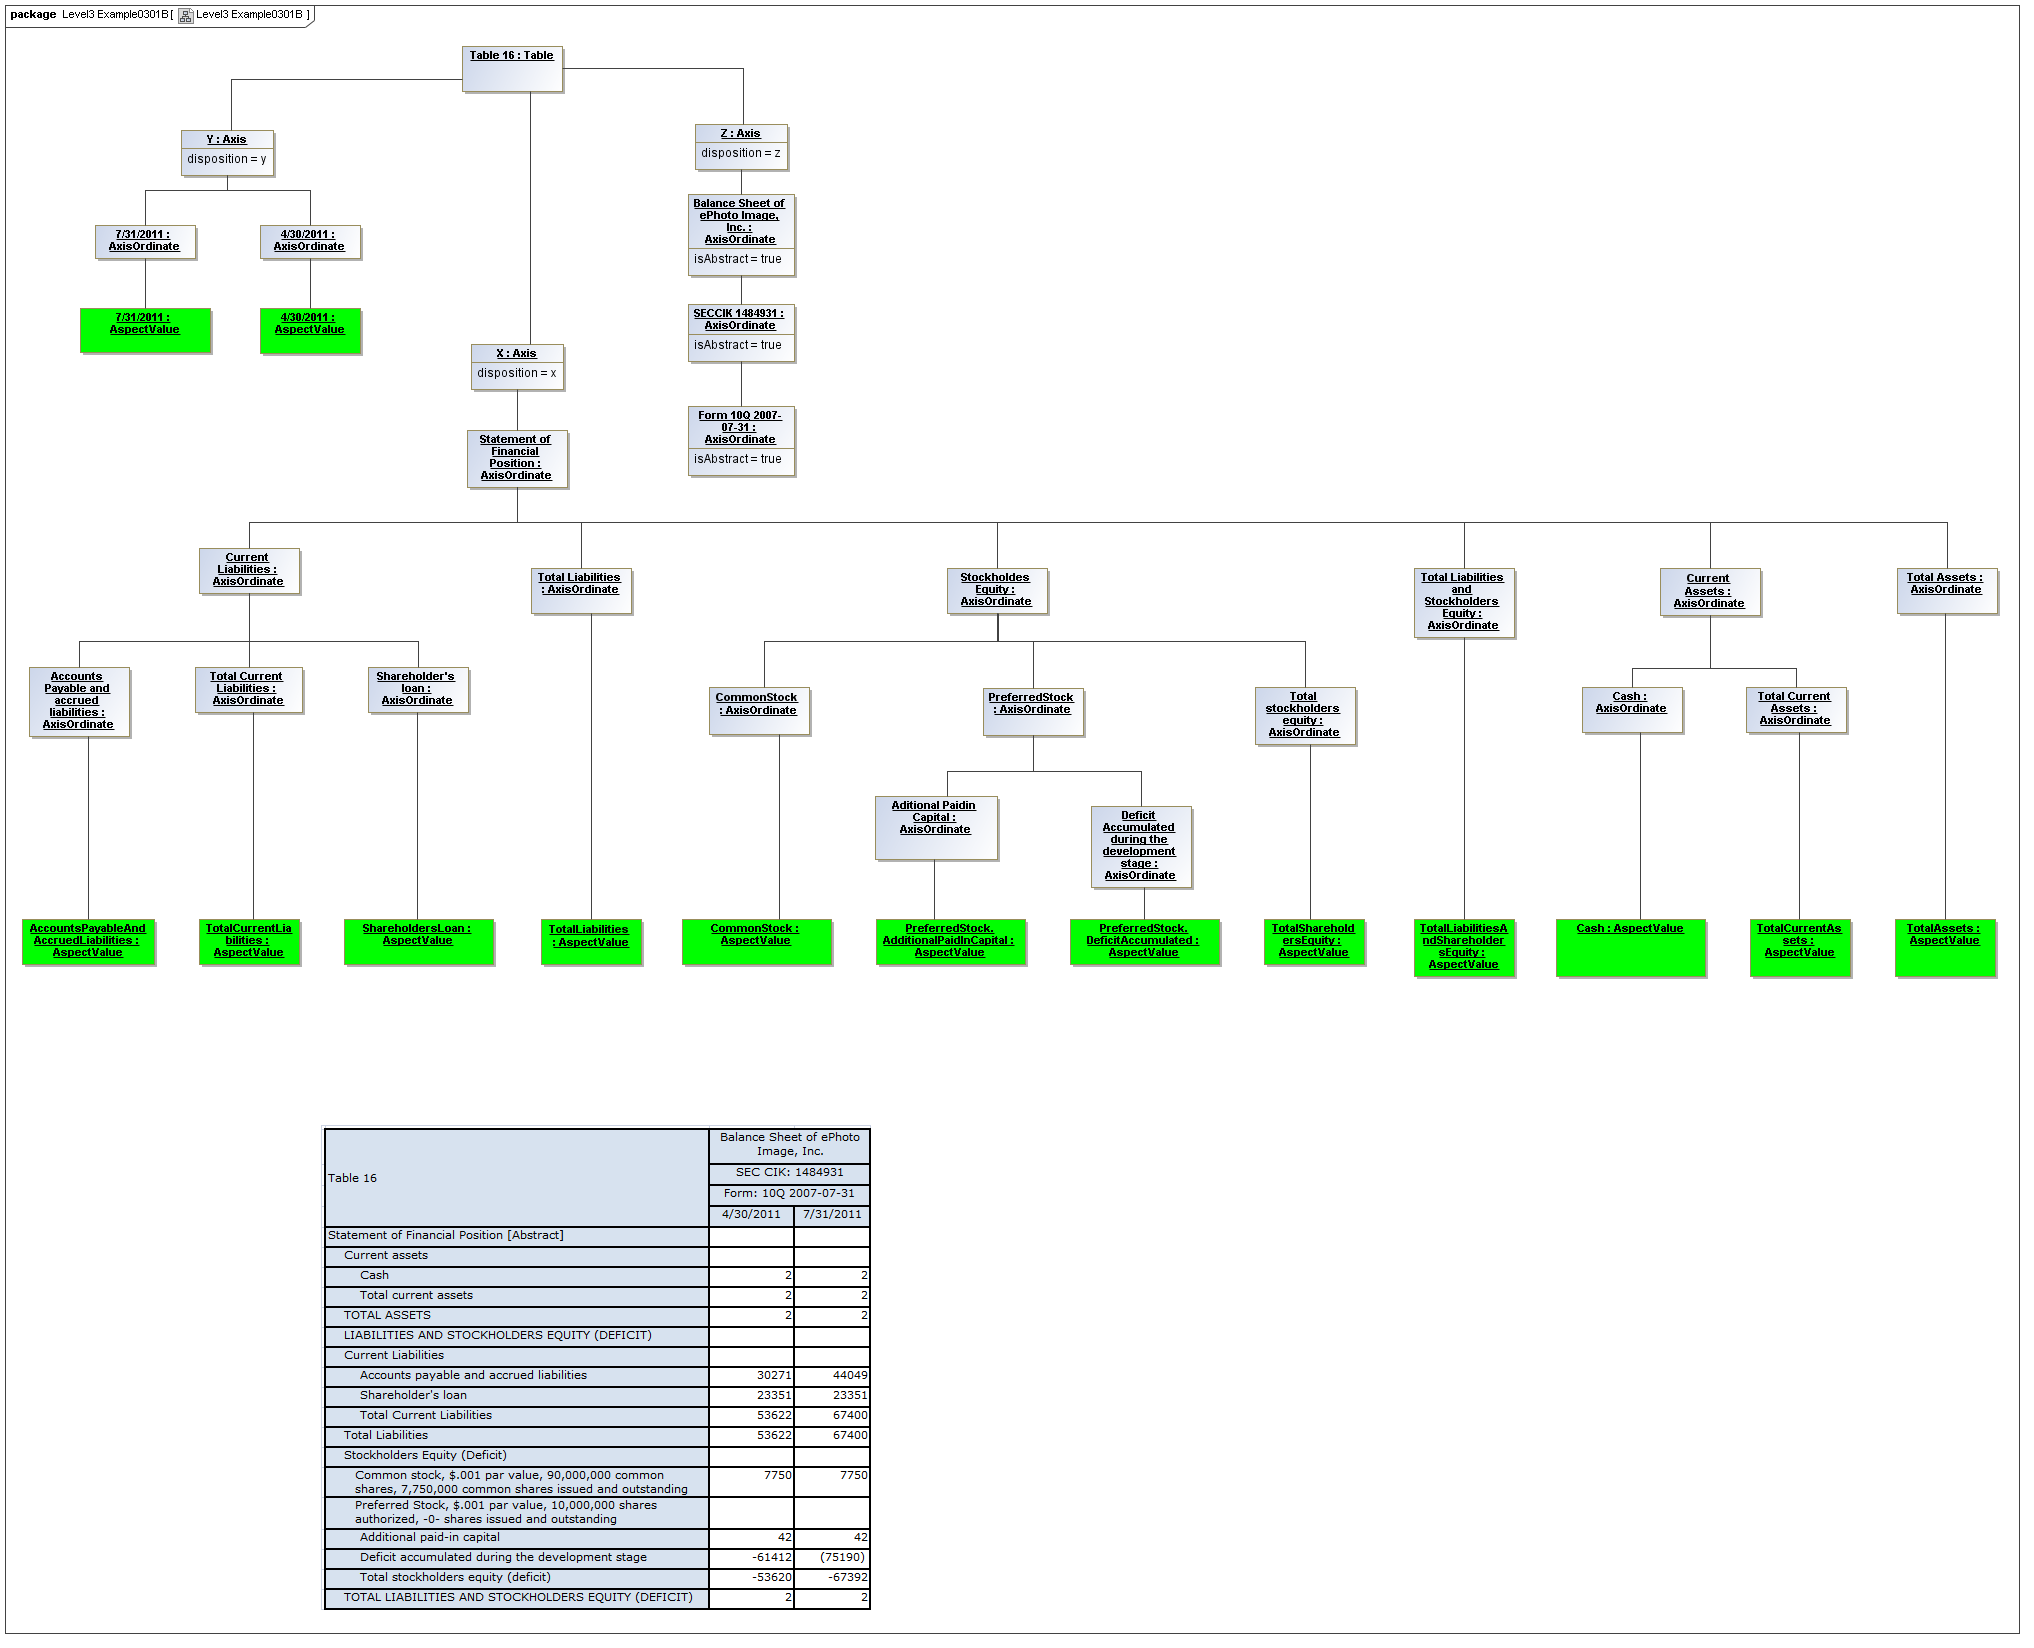 package Level3 Example0301B [ Level3 Example0301B ]
Table 16 : Table
Y : Axis
disposition = y
Z : Axis
disposition = z
7/31/2011 :
AxisOrdinate
4/30/2011 :
AxisOrdinate
Balance Sheet of
ePhoto Image,
Inc. :
AxisOrdinate
isAbstract = true
7/31/2011 :
AspectValue
4/30/2011 :
AspectValue
SECCIK 1484931 :
AxisOrdinate
isAbstract = true
X : Axis
disposition = x
Form 10Q 2007-
07-31 :
AxisOrdinate
isAbstract = true
Statement of
Financial
Position :
AxisOrdinate
Current
Liabilities :
AxisOrdinate
Total Liabilities
: AxisOrdinate
Stockholdes
Equity :
AxisOrdinate
Total Liabilities
and
Stockholders
Equity :
AxisOrdinate
Current
Assets :
AxisOrdinate
Total Assets :
AxisOrdinate
Accounts
Payable and
accrued
liabilities :
AxisOrdinate
Total Current
Liabilities :
AxisOrdinate
Shareholder's
loan :
AxisOrdinate
CommonStock
: AxisOrdinate
PreferredStock
: AxisOrdinate
Total
stockholders
equity :
AxisOrdinate
Cash :
AxisOrdinate
Total Current
Assets :
AxisOrdinate
Aditional Paidin
Capital :
AxisOrdinate
Deficit
Accumulated
during the
development
stage :
AxisOrdinate
AccountsPayableAnd
AccruedLiabilities :
AspectValue
TotalCurrentLia
bilities :
AspectValue
ShareholdersLoan :
AspectValue
TotalLiabilities
: AspectValue
CommonStock :
AspectValue
PreferredStock.
AdditionalPaidInCapital :
AspectValue
PreferredStock.
DeficitAccumulated :
AspectValue
TotalSharehold
ersEquity :
AspectValue
TotalLiabilitiesA
ndShareholder
sEquity :
AspectValue
Cash : AspectValue
TotalCurrentAs
sets :
AspectValue
TotalAssets :
AspectValue
Table 16
Balance Sheet of ePhoto
Image, Inc.
SEC CIK: 1484931
Form: 10Q 2007-07-31
4/30/2011 7/31/2011
Statement of Financial Position [Abstract]
Current assets
Cash 2 2
Total current assets 2 2
TOTAL ASSETS 2 2
LIABILITIES AND STOCKHOLDERS EQUITY (DEFICIT)
Current Liabilities
Accounts payable and accrued liabilities 30271 44049
Shareholder's loan 23351 23351
Total Current Liabilities 53622 67400
Total Liabilities 53622 67400
Stockholders Equity (Deficit)
Common stock, $.001 par value, 90,000,000 common 7750 7750
shares, 7,750,000 common shares issued and outstanding
Preferred Stock, $.001 par value, 10,000,000 shares
authorized, -0- shares issued and outstanding
Additional paid-in capital 42 42
Deficit accumulated during the development stage -61412 (75190)
Total stockholders equity (deficit) -53620 -67392
TOTAL LIABILITIES AND STOCKHOLDERS EQUITY (DEFICIT) 2 2